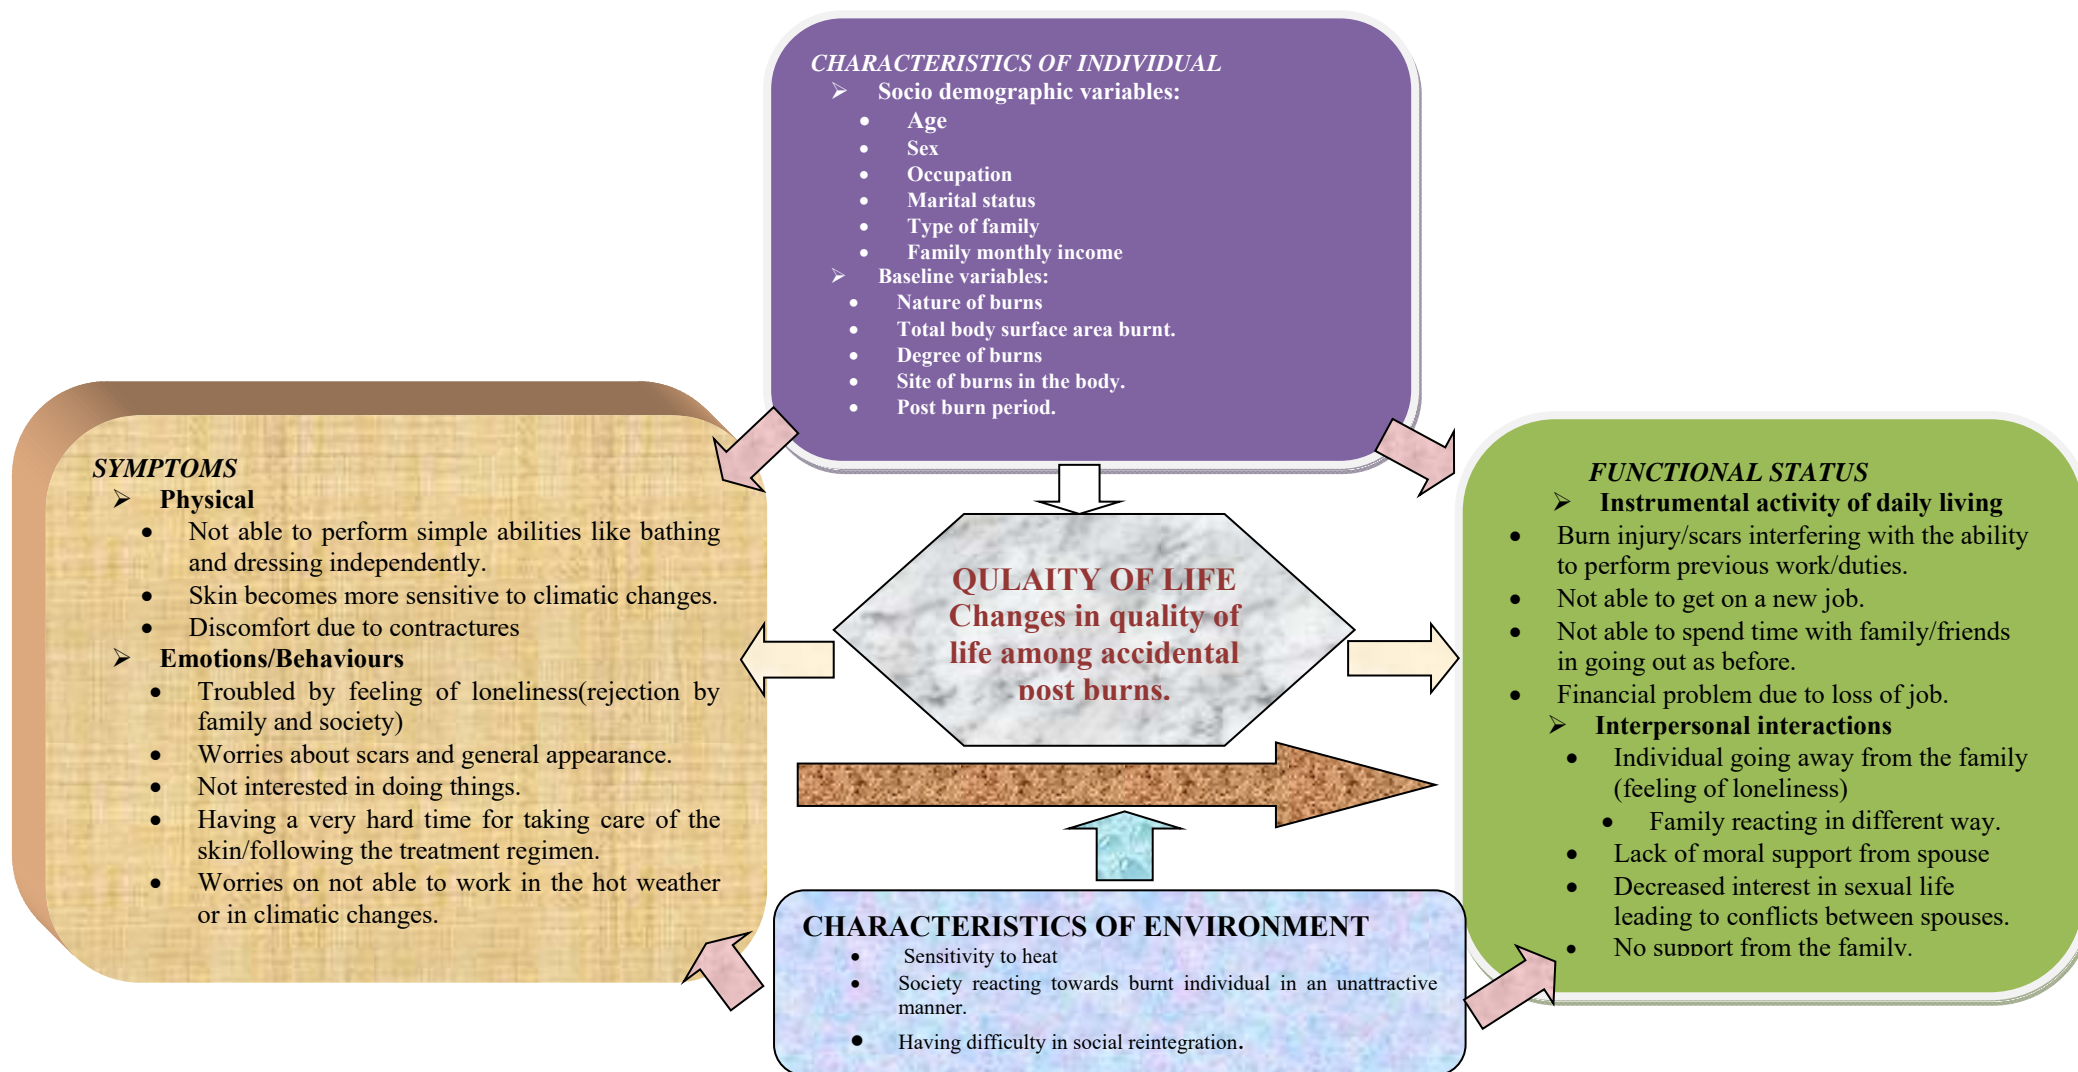 CHARACTERISTICS OF INDIVIDUAL
➢ Socio demographic variables:
• Age
• Sex
• Occupation
• Marital status
• Type of family
• Family monthly income
➢ Baseline variables:
• Nature of burns
• Total body surface area burnt.
• Degree of burns
• Site of burns in the body.
• Post burn period.
SYMPTOMS
➢ Physical
• Not able to perform simple abilities like bathing
and dressing independently.
• Skin becomes more sensitive to climatic changes.
• Discomfort due to contractures
➢ Emotions/Behaviours
• Troubled by feeling of loneliness(rejection by
family and society)
• Worries about scars and general appearance.
• Not interested in doing things.
• Having a very hard time for taking care of the
skin/following the treatment regimen.
• Worries on not able to work in the hot weather
or in climatic changes.
QULAITY OF LIFE
Changes in quality of
life among accidental
post burns.
FUNCTIONAL STATUS
➢ Instrumental activity of daily living
• Burn injury/scars interfering with the ability
to perform previous work/duties.
• Not able to get on a new job.
• Not able to spend time with family/friends
in going out as before.
• Financial problem due to loss of job.
➢ Interpersonal interactions
• Individual going away from the family
(feeling of loneliness)
• Family reacting in different way.
• Lack of moral support from spouse
• Decreased interest in sexual life
leading to conflicts between spouses.
• No support from the family.
CHARACTERISTICS OF ENVIRONMENT
• Sensitivity to heat
• Society reacting towards burnt individual in an unattractive
manner.
• Having difficulty in social reintegration.